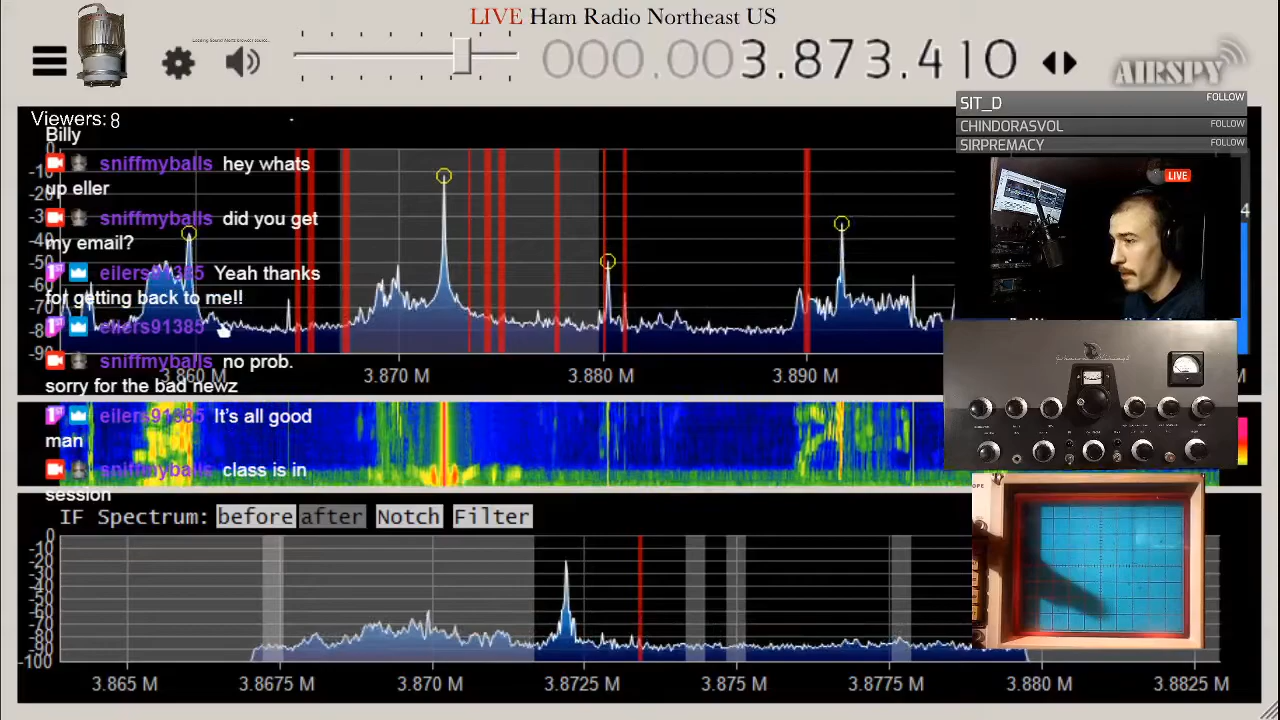 LIVE Ham Radio Northeast US
000.003.873.410
AIRSPY
SIT_D FOLLOW
CHINDORASVOL FOLLOW
SIRPREMACY FOLLOW
LIVE
Viewers: 8
Billy
sniffmyballs hey whats
up eller
sniffmyballs did you get
my email?
eilers91385 Yeah thanks
for getting back to me!!
eilers91385
sniffmyballs no prob.
sorry for the bad newz
eilers91385 It's all good
man
sniffmyballs class is in
session
0
-10
-20
-30
-40
-50
-60
-70
-80
-90
3.860 M 3.870 M 3.880 M 3.890 M
IF Spectrum: before after Notch Filter
0
-10
-20
-30
-40
-50
-60
-70
-80
-90
-100
3.865 M 3.8675 M 3.870 M 3.8725 M 3.875 M 3.8775 M 3.880 M 3.8825 M